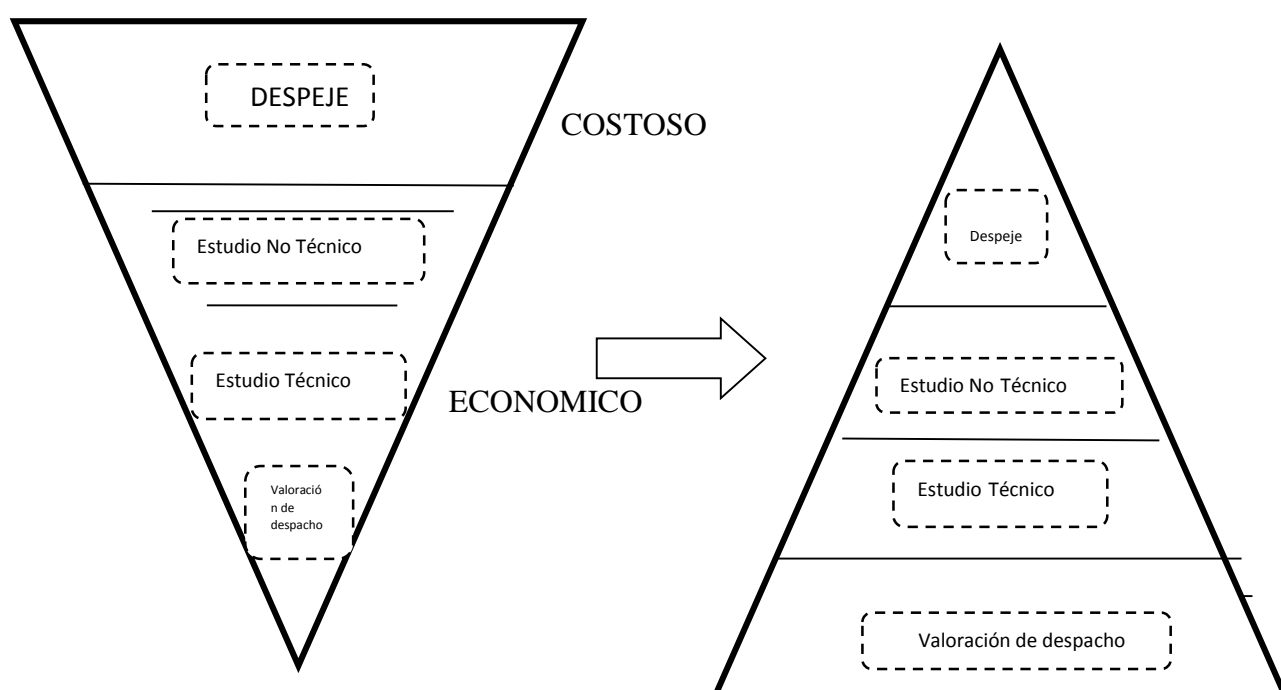 DESPEJE
COSTOSO
Estudio No Técnico
Estudio Técnico
ECONOMICO
Valoració
n de
despacho
Despeje
Estudio No Técnico
Estudio Técnico
Valoración de despacho